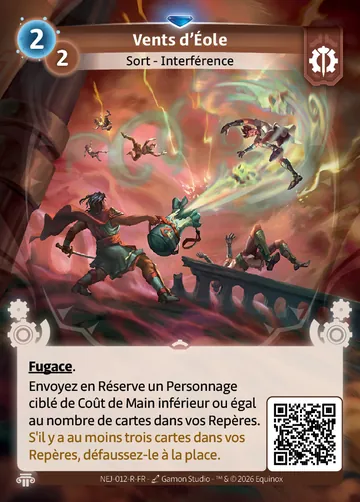 2
2
Vents d'Éole
Sort - Interférence
Fugace.
Envoyez en Réserve un Personnage
ciblé de Coût de Main inférieur ou égal
au nombre de cartes dans vos Repères.
S'il y a au moins trois cartes dans vos
Repères, défaussez-le à la place.
NEJ-012-R-FR - Gamon Studio - ™ & © 2026 Equinox